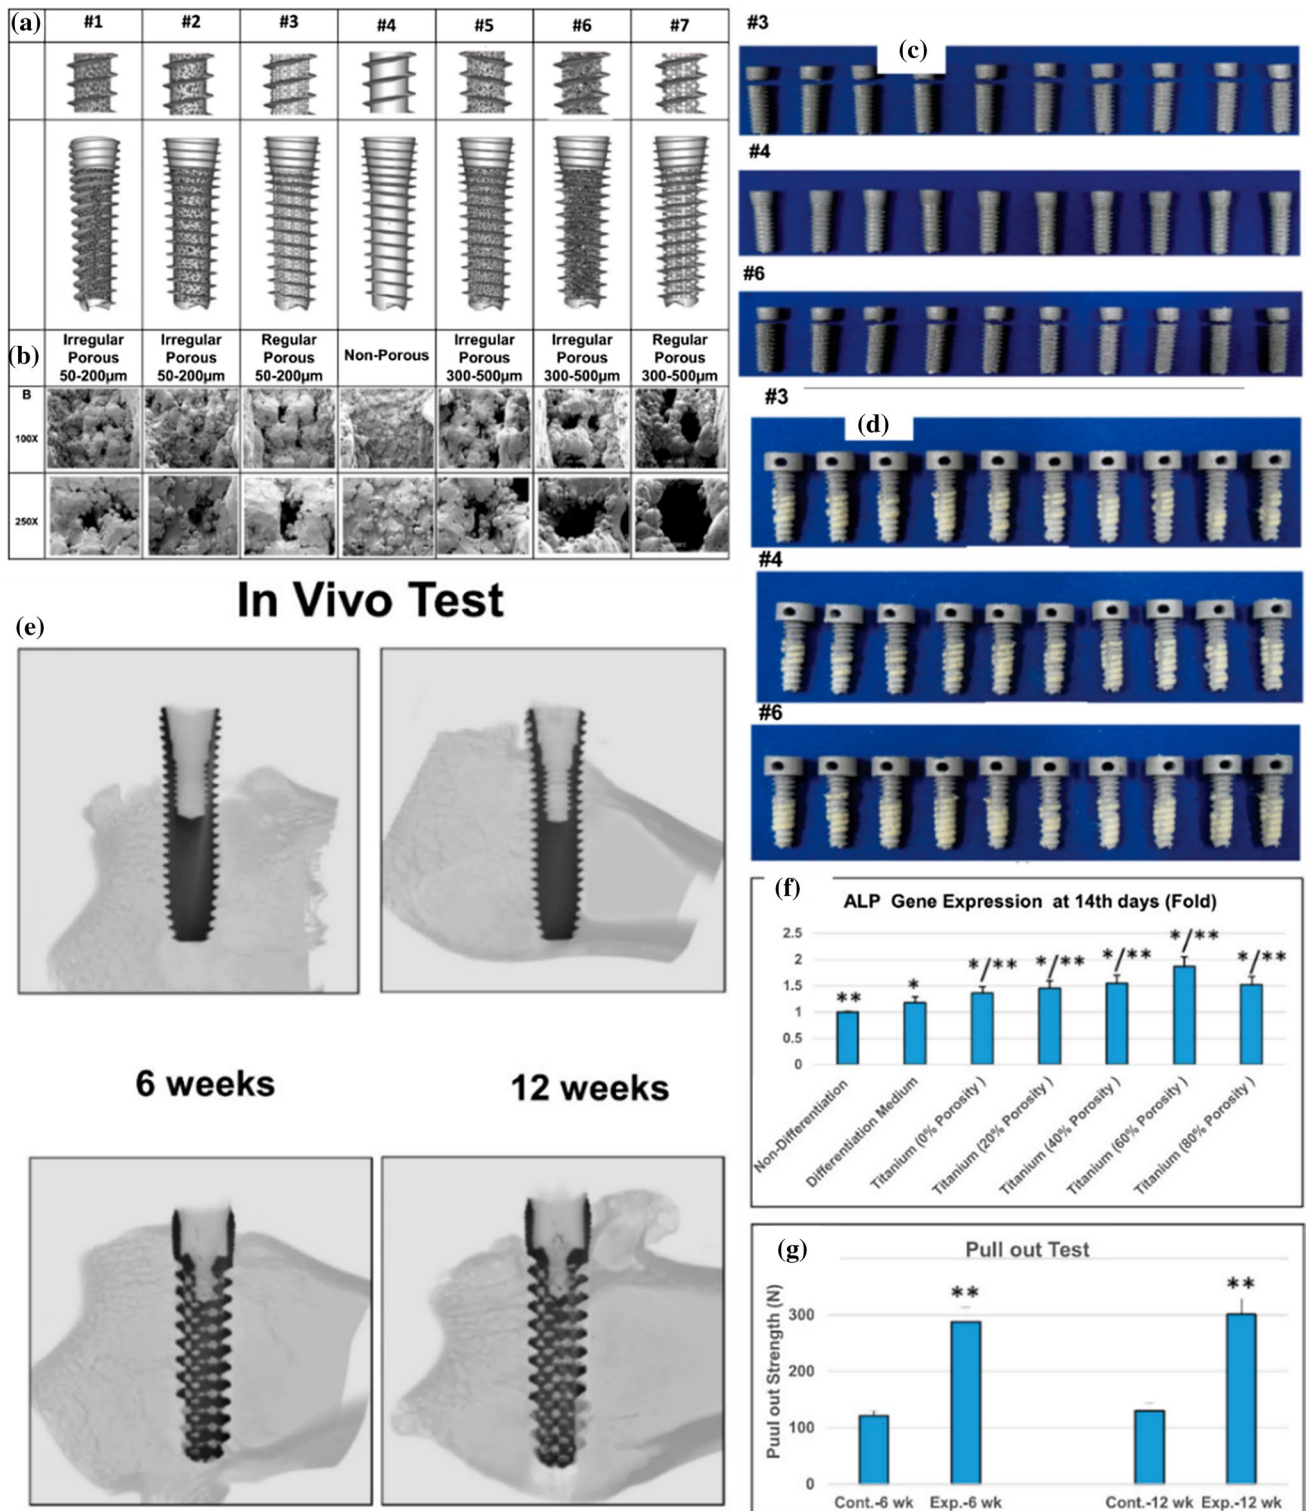 (a)
#1 #2 #3 #4 #5 #6 #7
(b)
Irregular Porous 50-200µm
Irregular Porous 50-200µm
Regular Porous 50-200µm
Non-Porous
Irregular Porous 300-500µm
Irregular Porous 300-500µm
Regular Porous 300-500µm
B
100X
250X
#3
(c)
#4
#6
#3
(d)
#4
#6
In Vivo Test
(e)
6 weeks
12 weeks
(f)
ALP Gene Expression at 14th days (Fold)
2.5
2
1.5
1
0.5
0
**
*
*/**
*/**
*/**
*/**
*/**
Non-Differentiation
Differentiation Medium
Titanium (0% Porosity )
Titanium (20% Porosity )
Titanium (40% Porosity )
Titanium (60% Porosity )
Titanium (80% Porosity )
(g)
Pull out Test
Puul out Strength (N)
300
200
100
0
**
**
Cont.-6 wk Exp.-6 wk Cont.-12 wk Exp.-12 wk